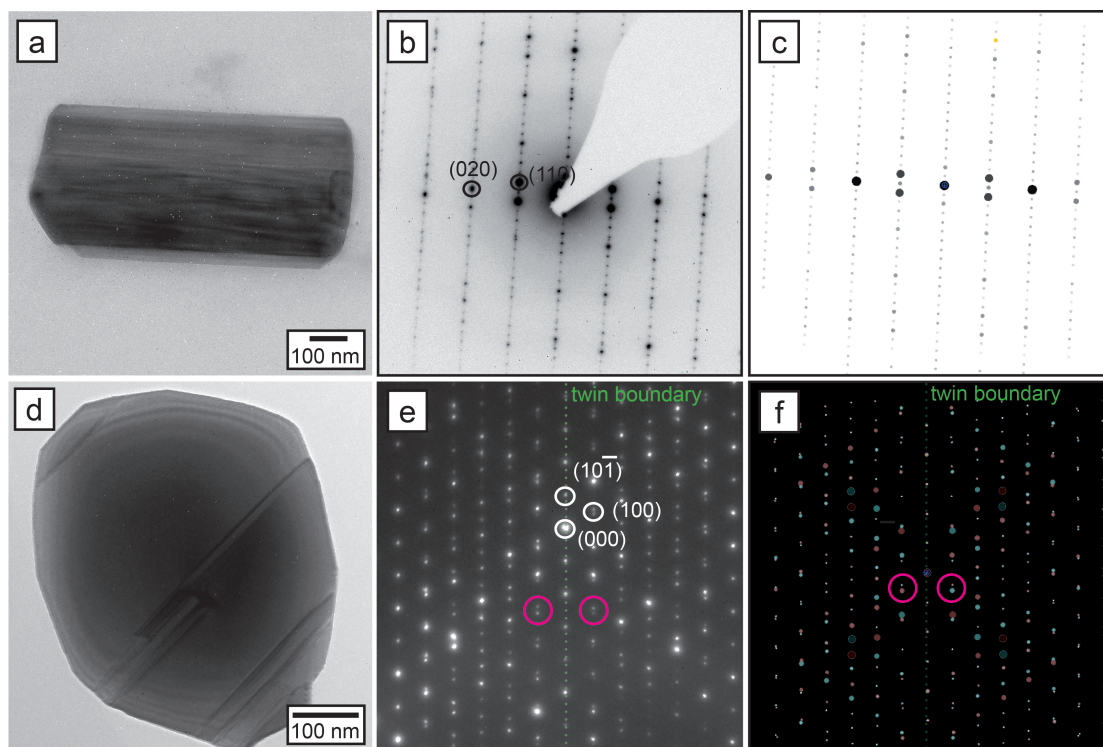 a
b
c
(020)
(110)
100 nm
d
e
f
twin boundary
twin boundary
(101̅)
(100)
(000)
100 nm